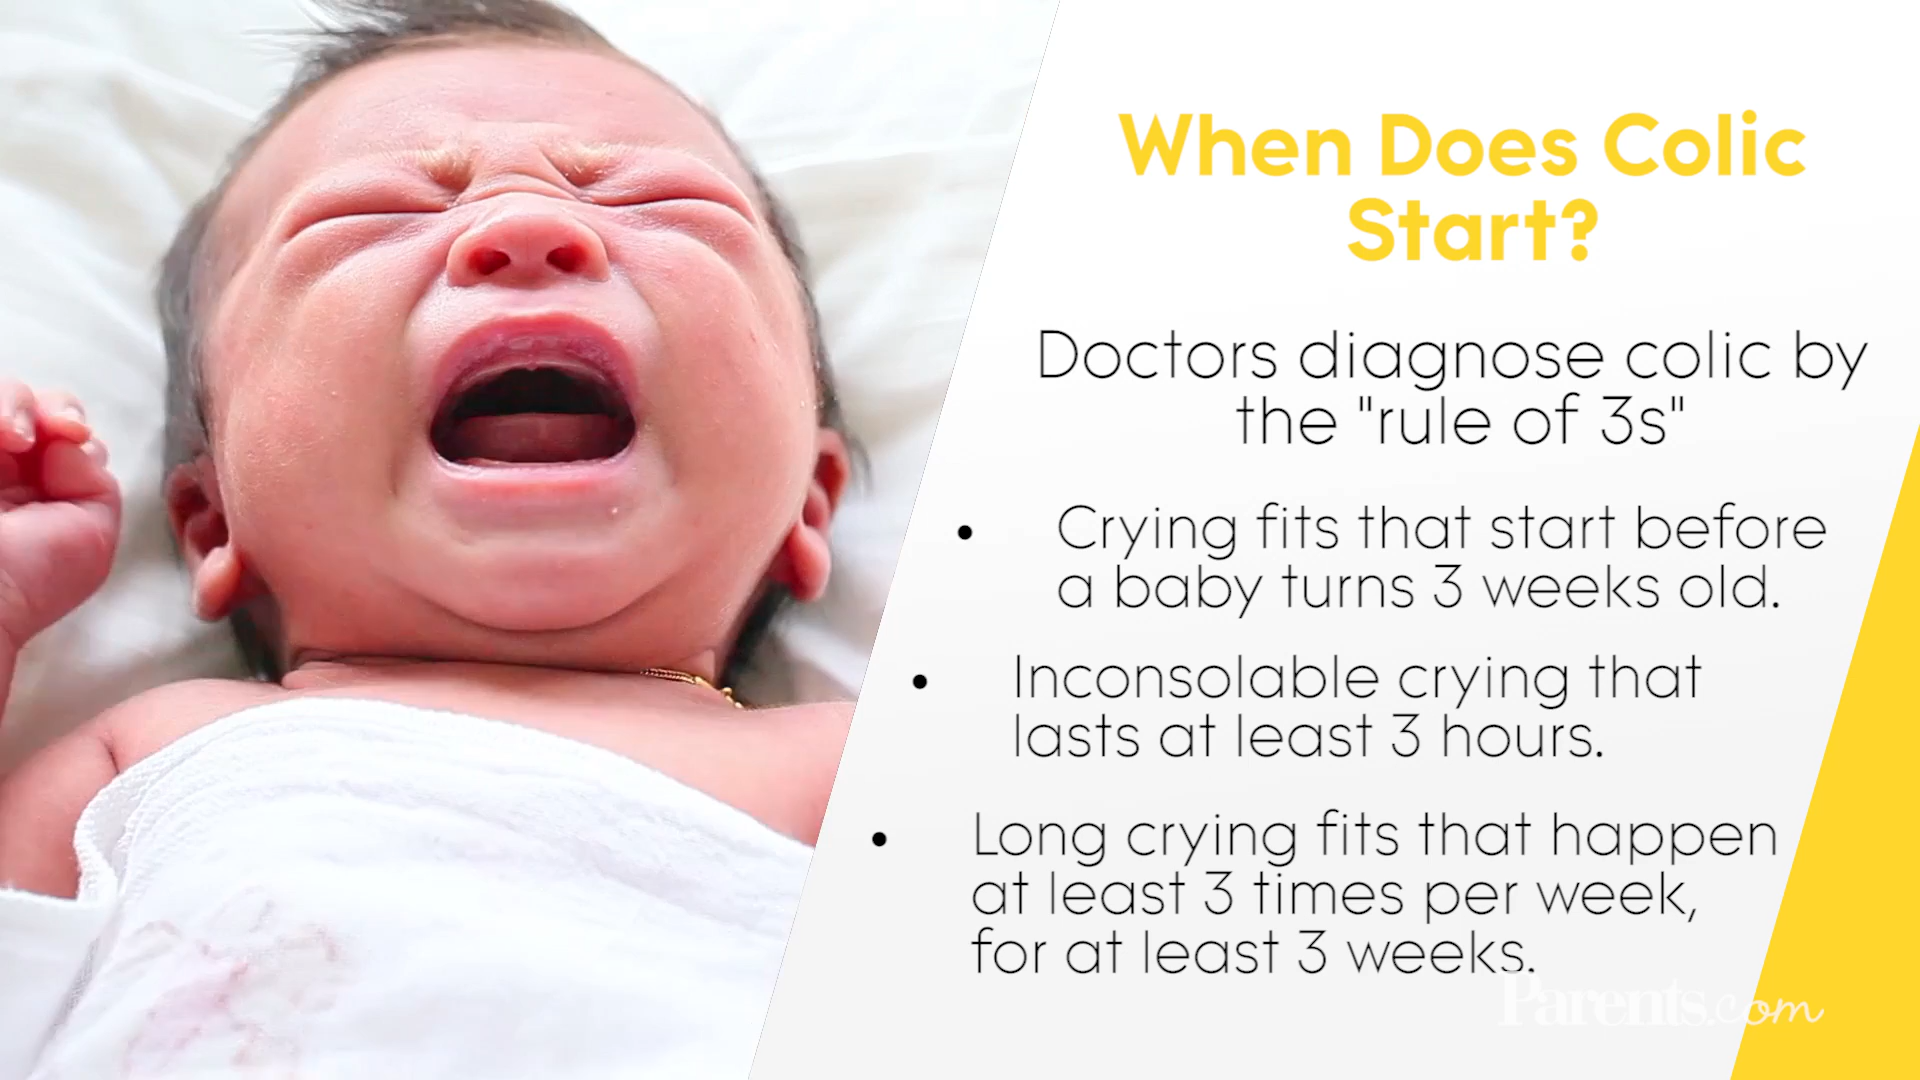 When Does Colic
Start?
Doctors diagnose colic by
the "rule of 3s"
• Crying fits that start before
a baby turns 3 weeks old.
• Inconsolable crying that
lasts at least 3 hours.
• Long crying fits that happen
at least 3 times per week,
for at least 3 weeks.
Parents.com